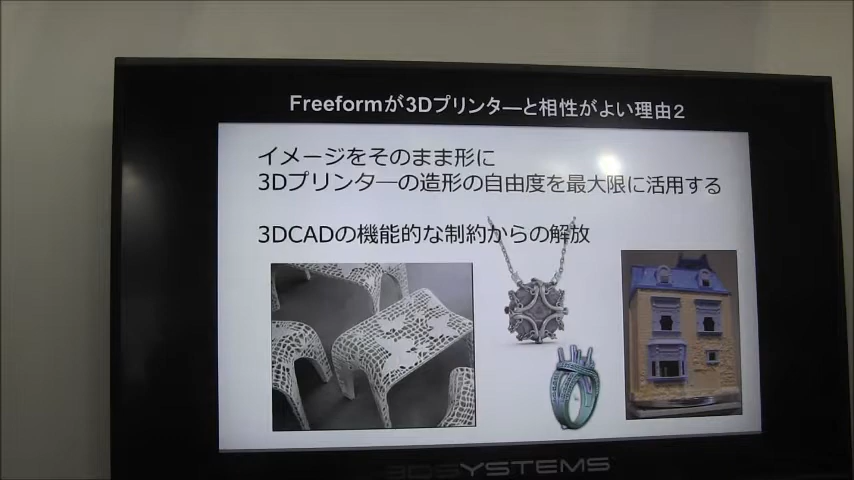 Freeformが3Dプリンターと相性がよい理由2
イメージをそのまま形に
3Dプリンターの造形の自由度を最大限に活用する
3DCADの機能的な制約からの解放
3DSYSTEMS